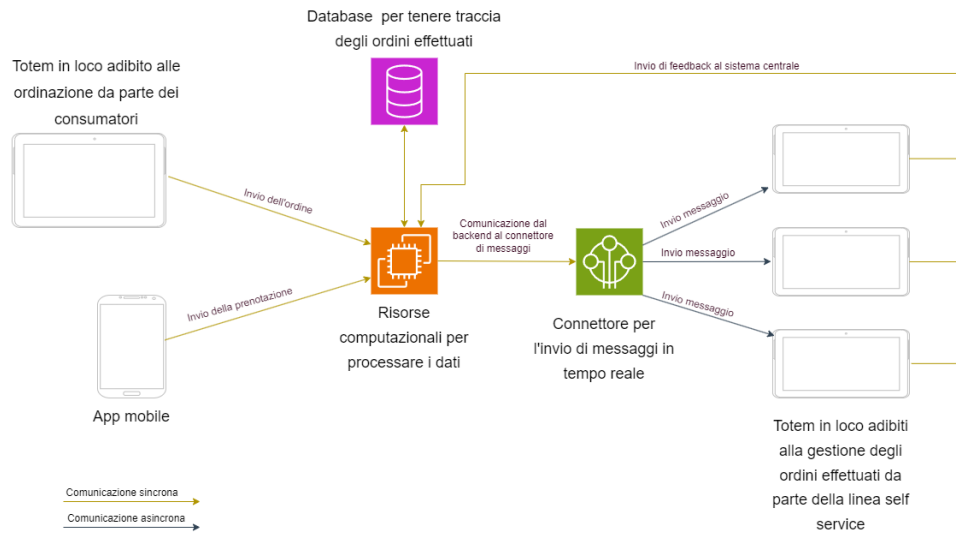 Database  per tenere traccia
degli ordini effettuati
Totem in loco adibito alle
ordinazione da parte dei
consumatori
Invio di feedback al sistema centrale
Invio dell'ordine
Invio della prenotazione
Comunicazione dal
backend al connettore
di messaggi
Invio messaggio
Invio messaggio
Invio messaggio
Risorse
computazionali per
processare i dati
Connettore per
l'invio di messaggi in
tempo reale
App mobile
Totem in loco adibiti
alla gestione degli
ordini effettuati da
parte della linea self
service
Comunicazione sincrona
Comunicazione asincrona